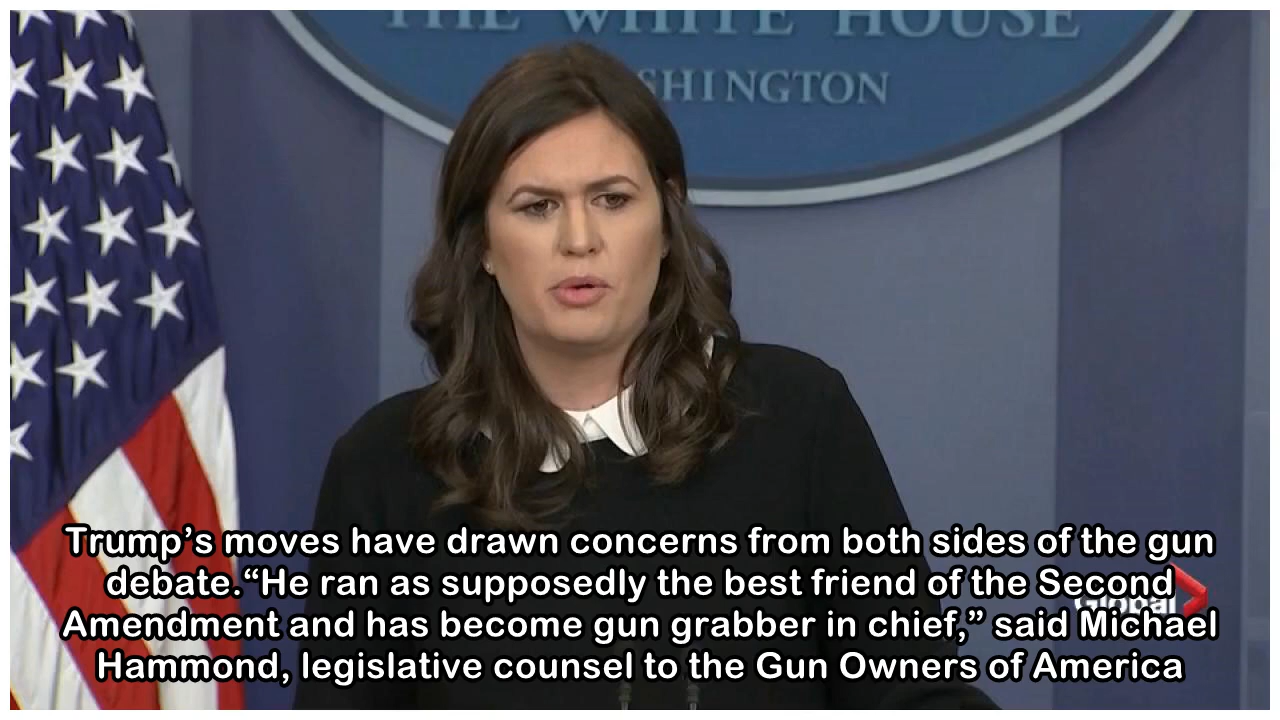 THE WHITE HOUSE
SHINGTON
Trump’s moves have drawn concerns from both sides of the gun
debate.“He ran as supposedly the best friend of the Second
Global
Amendment and has become gun grabber in chief,” said Michael
Hammond, legislative counsel to the Gun Owners of America